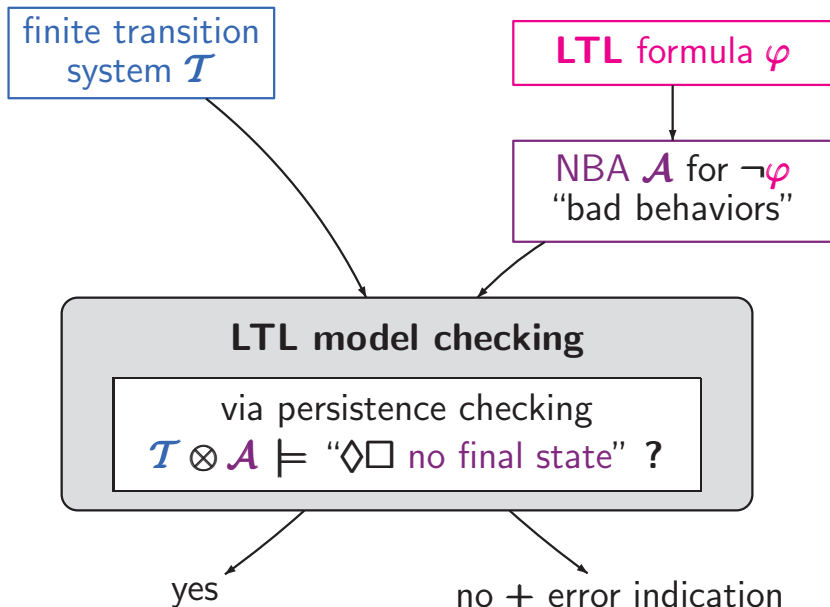 finite transition
system 𝓣
LTL formula φ
NBA 𝓐 for ¬φ
“bad behaviors”
LTL model checking
via persistence checking
𝓣 ⊗ 𝓐 ⊨ “◊□ no final state” ?
yes
no + error indication